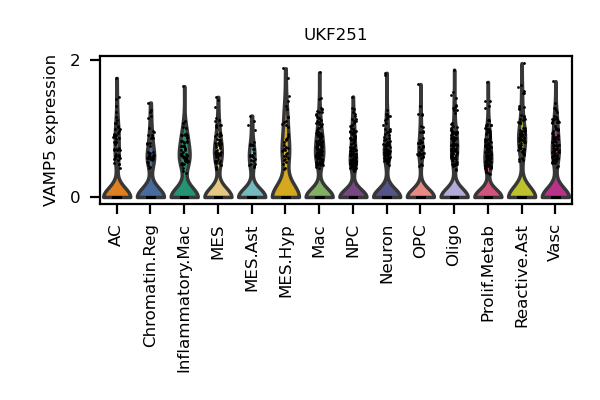 UKF251
VAMP5 expression
2
0
AC
Chromatin.Reg
Inflammatory.Mac
MES
MES.Ast
MES.Hyp
Mac
NPC
Neuron
OPC
Oligo
Prolif.Metab
Reactive.Ast
Vasc